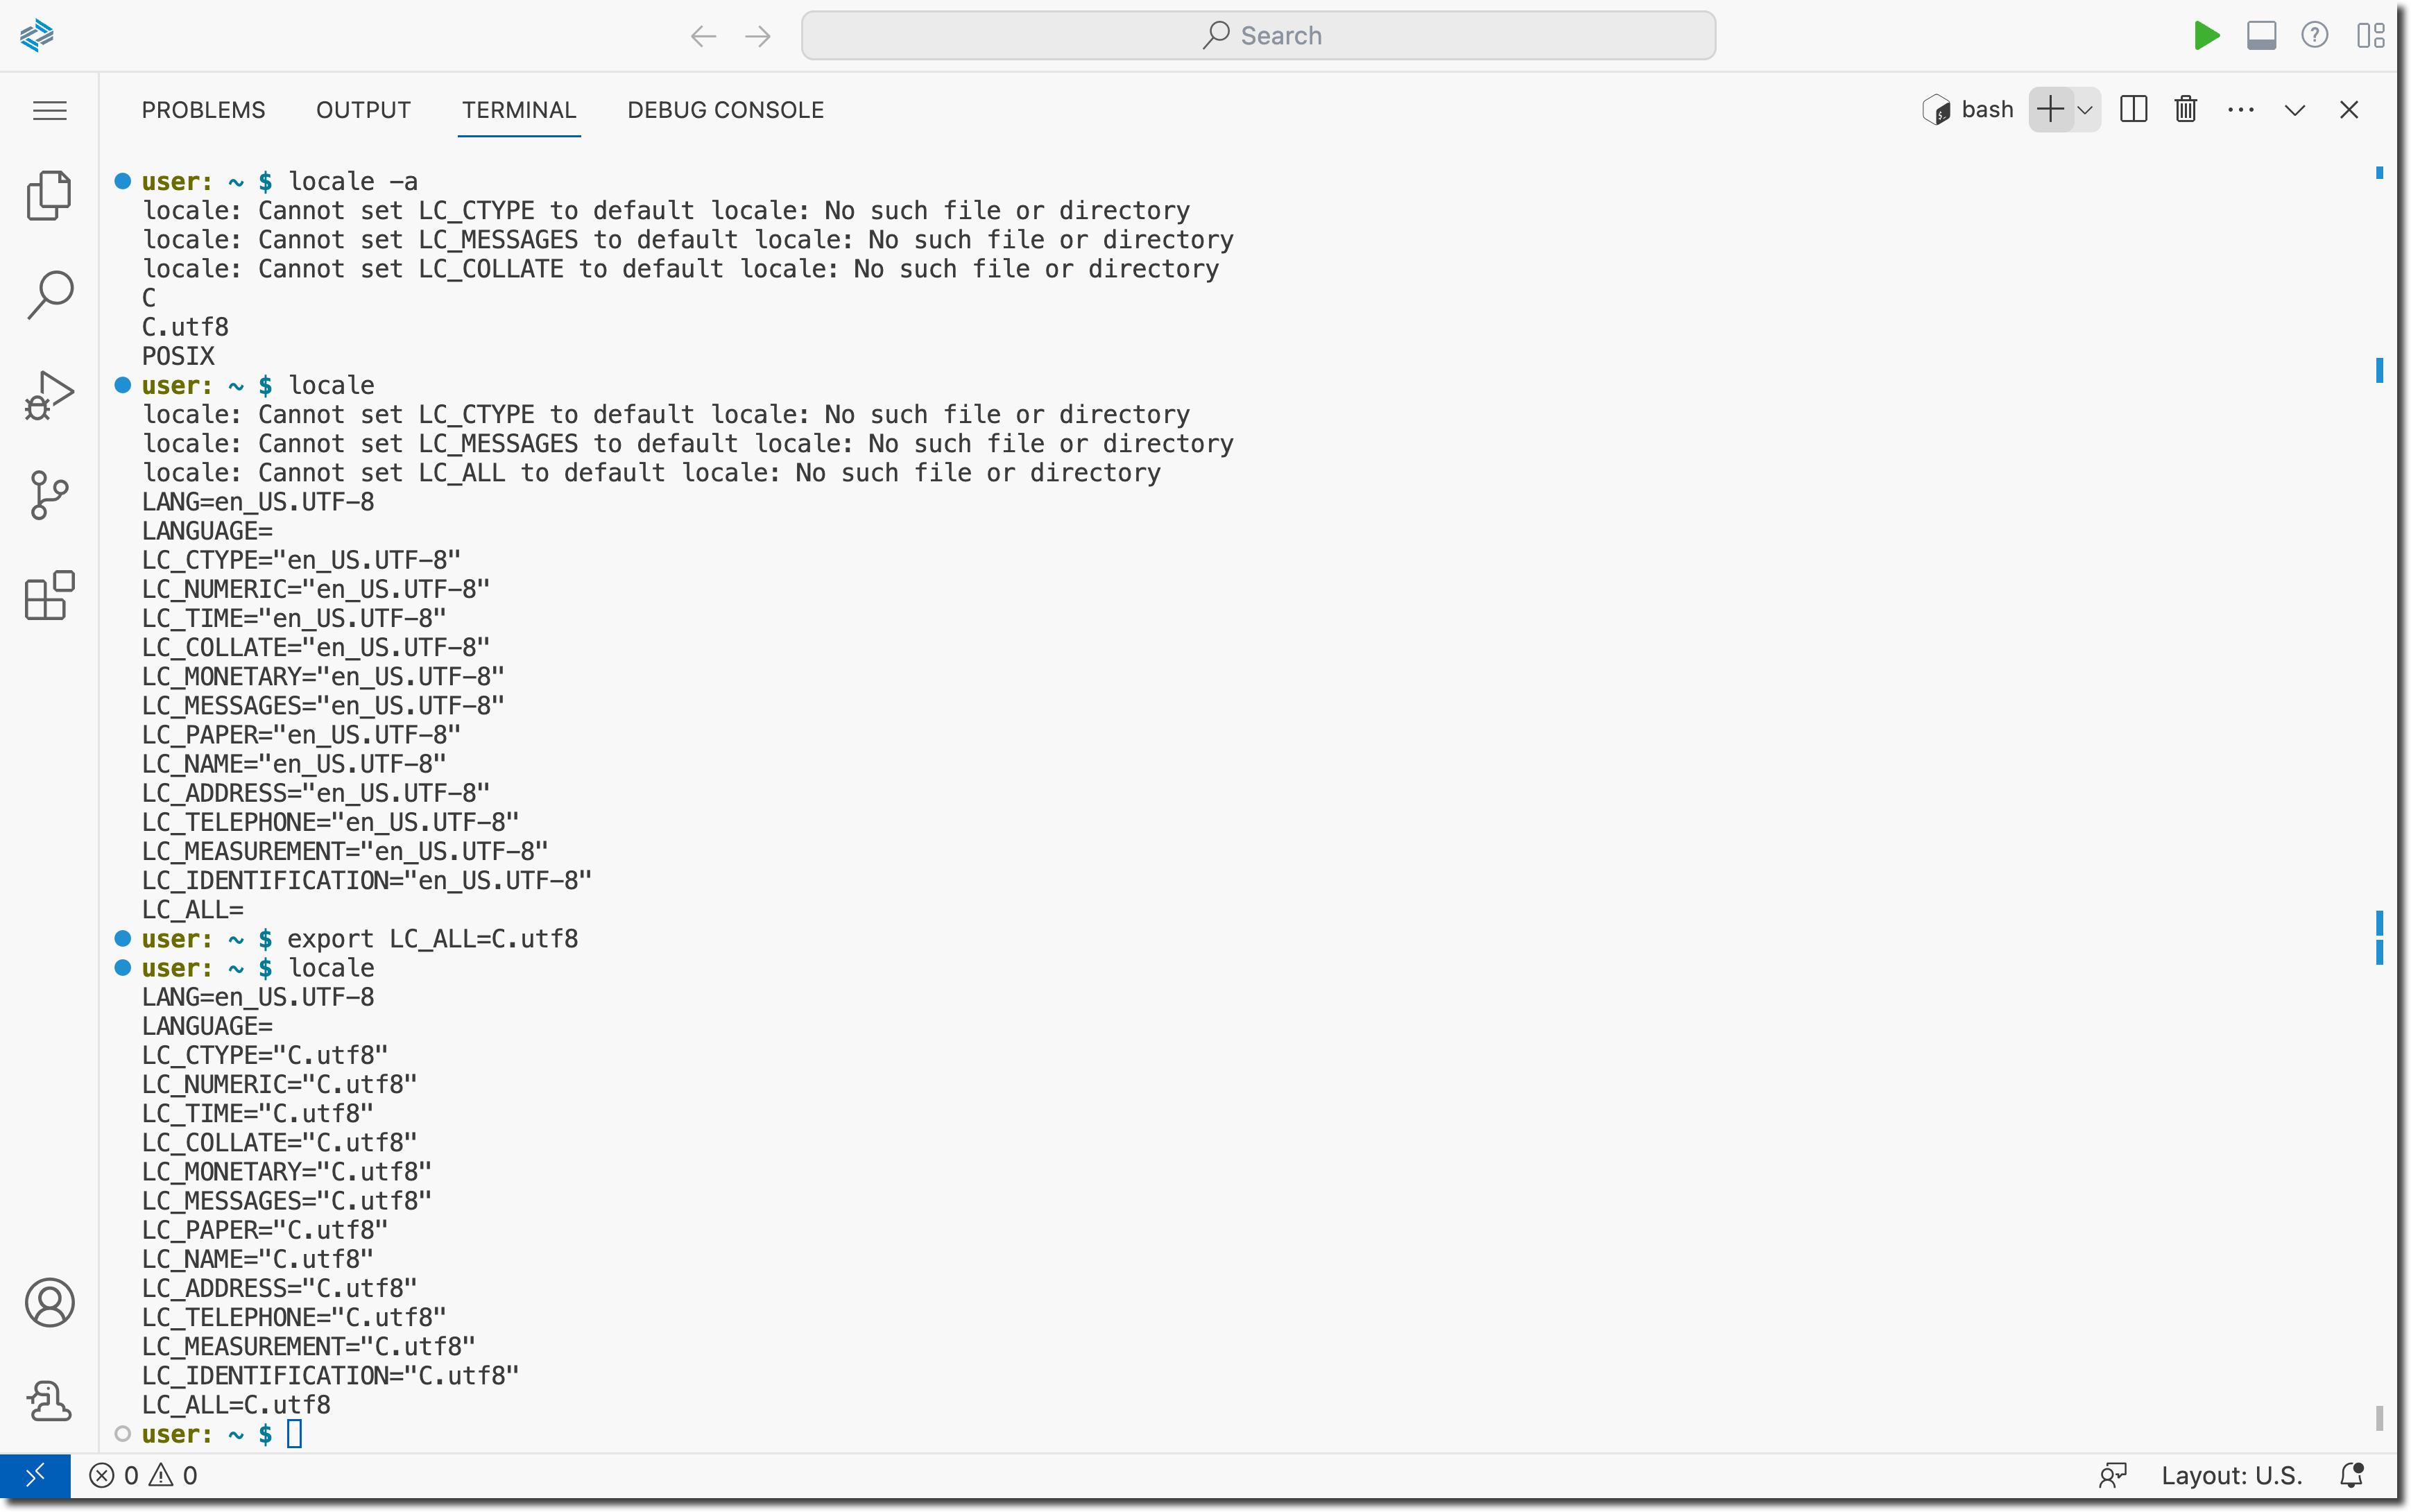 Search
PROBLEMS OUTPUT TERMINAL DEBUG CONSOLE bash
user: ~ $ locale -a
locale: Cannot set LC_CTYPE to default locale: No such file or directory
locale: Cannot set LC_MESSAGES to default locale: No such file or directory
locale: Cannot set LC_COLLATE to default locale: No such file or directory
C
C.utf8
POSIX
user: ~ $ locale
locale: Cannot set LC_CTYPE to default locale: No such file or directory
locale: Cannot set LC_MESSAGES to default locale: No such file or directory
locale: Cannot set LC_ALL to default locale: No such file or directory
LANG=en_US.UTF-8
LANGUAGE=
LC_CTYPE="en_US.UTF-8"
LC_NUMERIC="en_US.UTF-8"
LC_TIME="en_US.UTF-8"
LC_COLLATE="en_US.UTF-8"
LC_MONETARY="en_US.UTF-8"
LC_MESSAGES="en_US.UTF-8"
LC_PAPER="en_US.UTF-8"
LC_NAME="en_US.UTF-8"
LC_ADDRESS="en_US.UTF-8"
LC_TELEPHONE="en_US.UTF-8"
LC_MEASUREMENT="en_US.UTF-8"
LC_IDENTIFICATION="en_US.UTF-8"
LC_ALL=
user: ~ $ export LC_ALL=C.utf8
user: ~ $ locale
LANG=en_US.UTF-8
LANGUAGE=
LC_CTYPE="C.utf8"
LC_NUMERIC="C.utf8"
LC_TIME="C.utf8"
LC_COLLATE="C.utf8"
LC_MONETARY="C.utf8"
LC_MESSAGES="C.utf8"
LC_PAPER="C.utf8"
LC_NAME="C.utf8"
LC_ADDRESS="C.utf8"
LC_TELEPHONE="C.utf8"
LC_MEASUREMENT="C.utf8"
LC_IDENTIFICATION="C.utf8"
LC_ALL=C.utf8
user: ~ $
0 0 Layout: U.S.